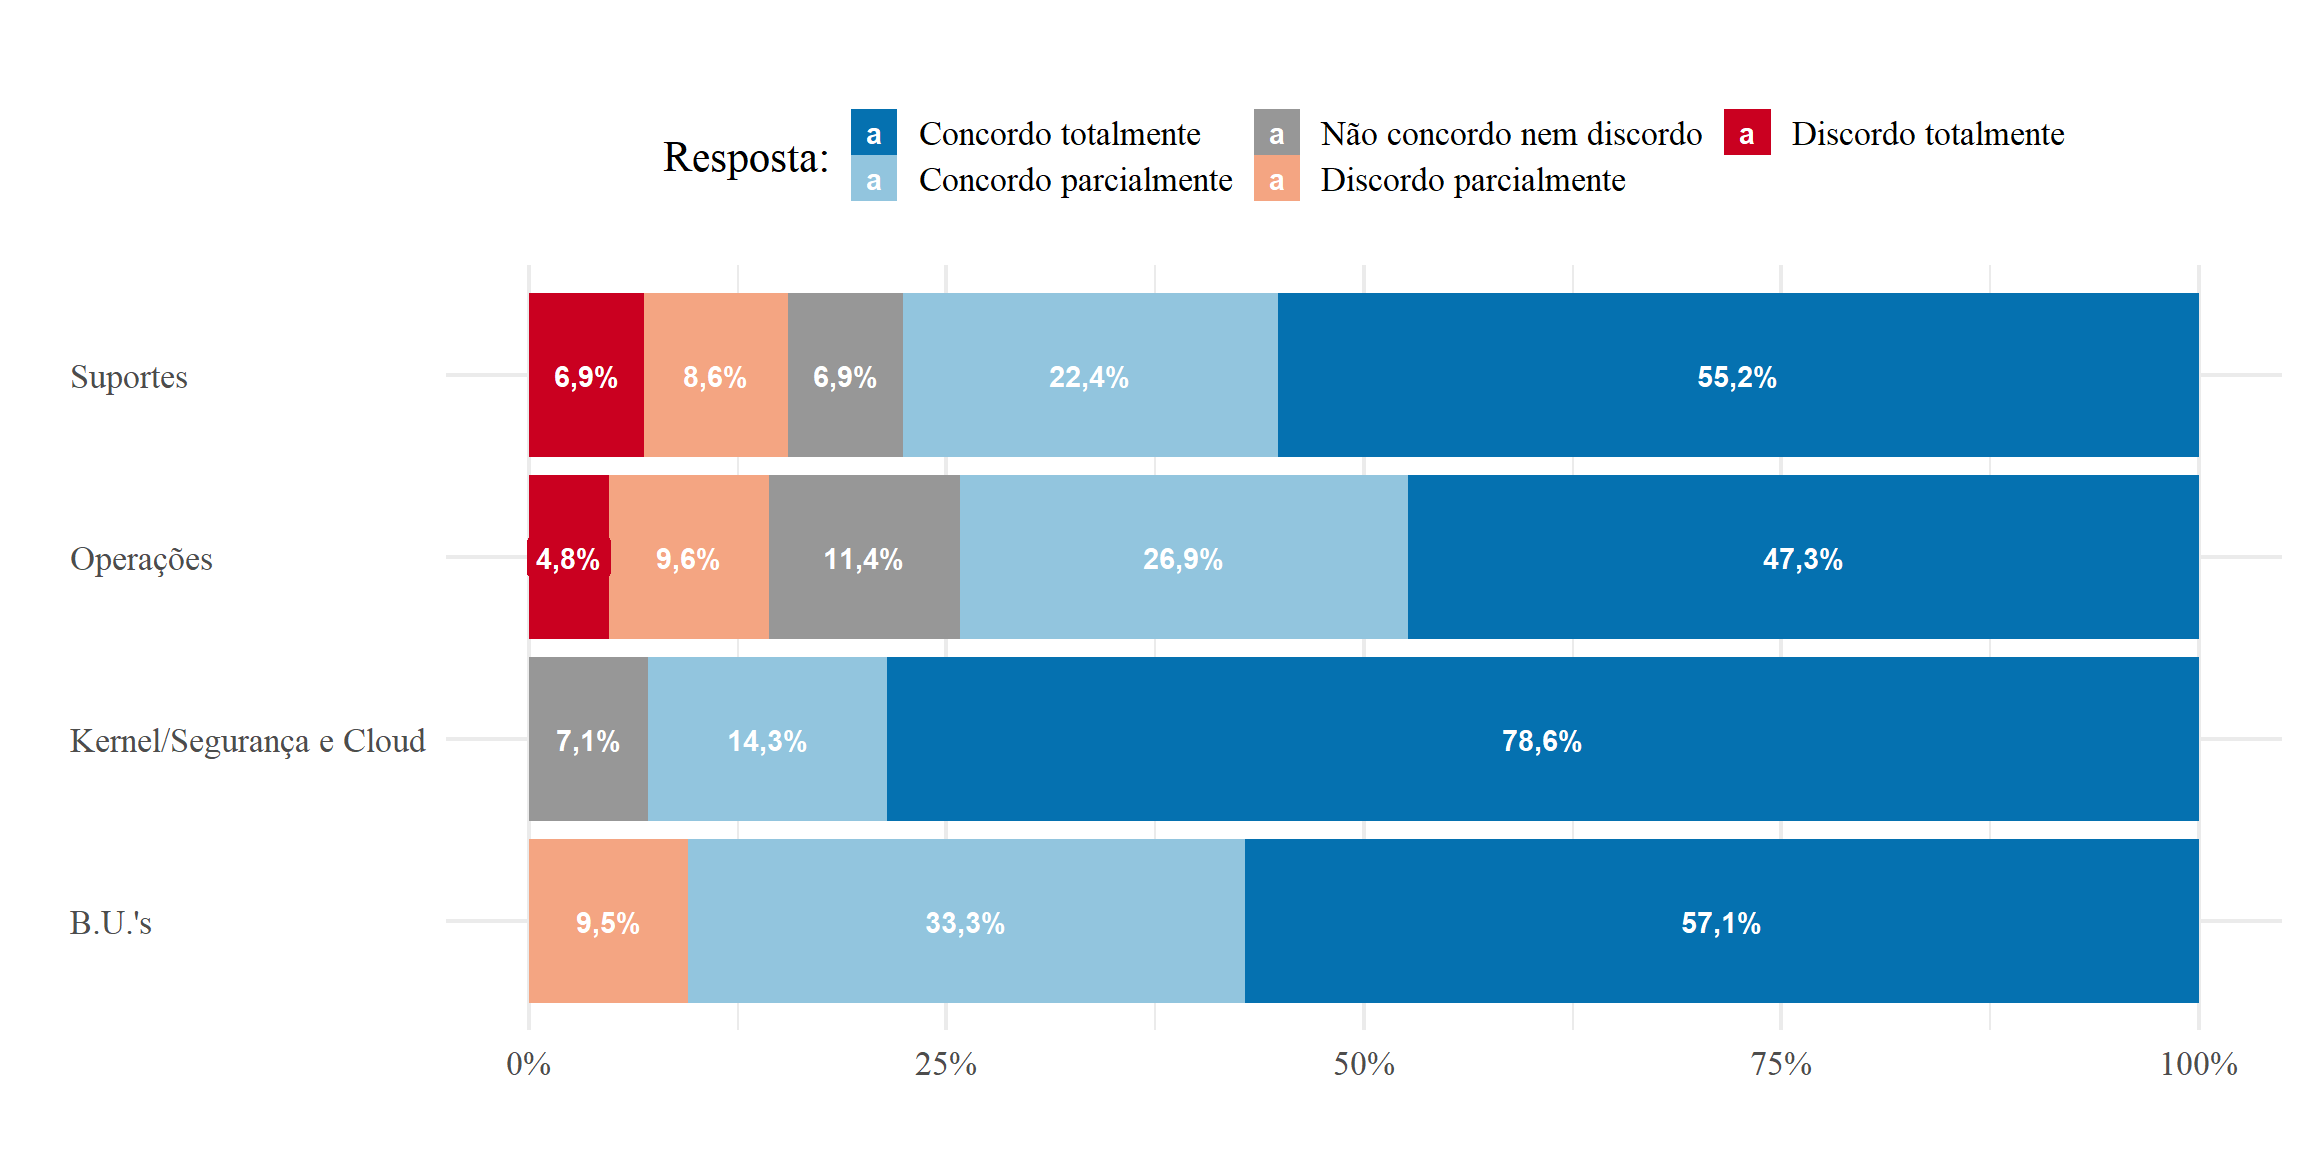 Resposta:
a Concordo totalmente a Não concordo nem discordo a Discordo totalmente
a Concordo parcialmente a Discordo parcialmente
Suportes 6,9% 8,6% 6,9% 22,4% 55,2%
Operações 4,8% 9,6% 11,4% 26,9% 47,3%
Kernel/Segurança e Cloud 7,1% 14,3% 78,6%
B.U.'s 9,5% 33,3% 57,1%
0% 25% 50% 75% 100%